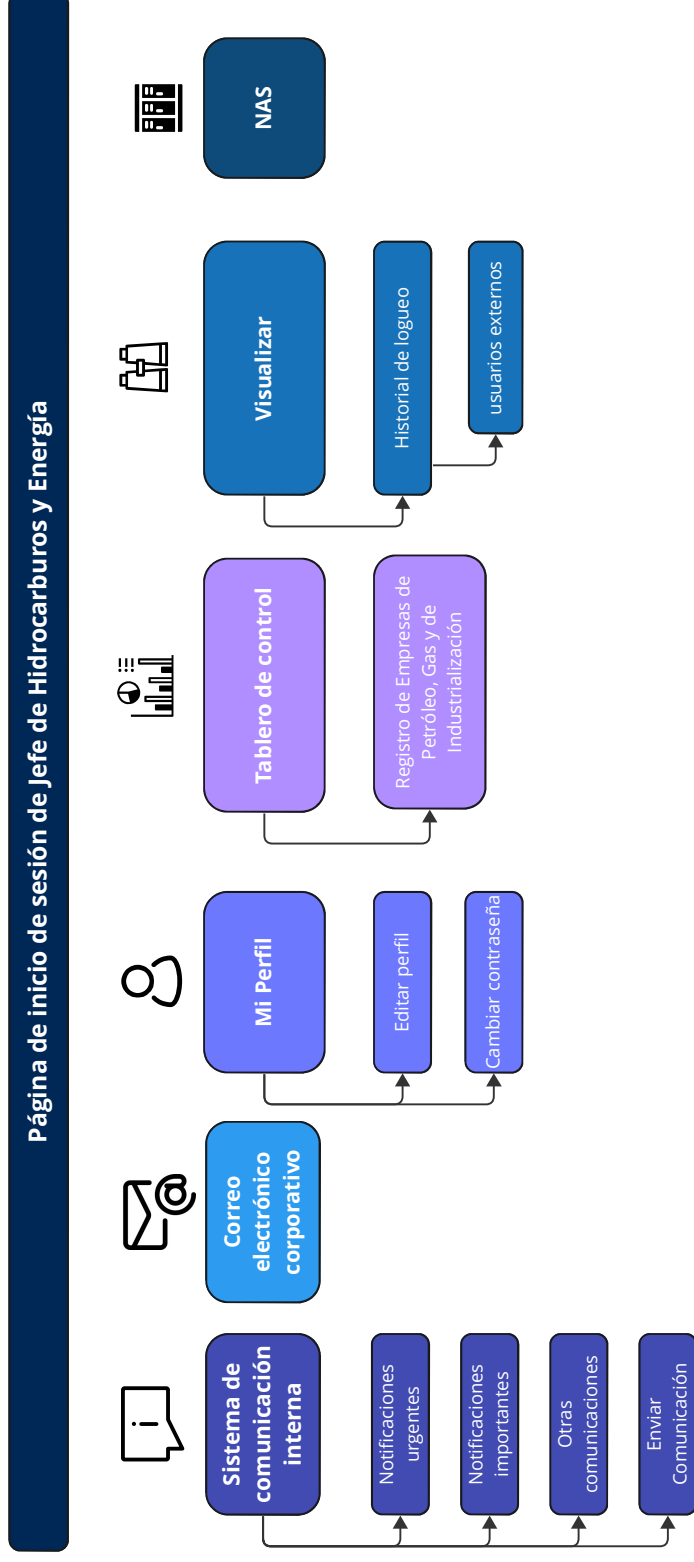 Página de inicio de sesión de Jefe de Hidrocarburos y Energía
Sistema de
comunicación
interna
Notificaciones
urgentes
Notificaciones
importantes
Otras
comunicaciones
Enviar
Comunicación
Correo
electrónico
corporativo
Mi Perfil
Editar perfil
Cambiar contraseña
Tablero de control
Registro de Empresas de
Petróleo, Gas y de
Industrialización
Visualizar
Historial de logueo
usuarios externos
NAS